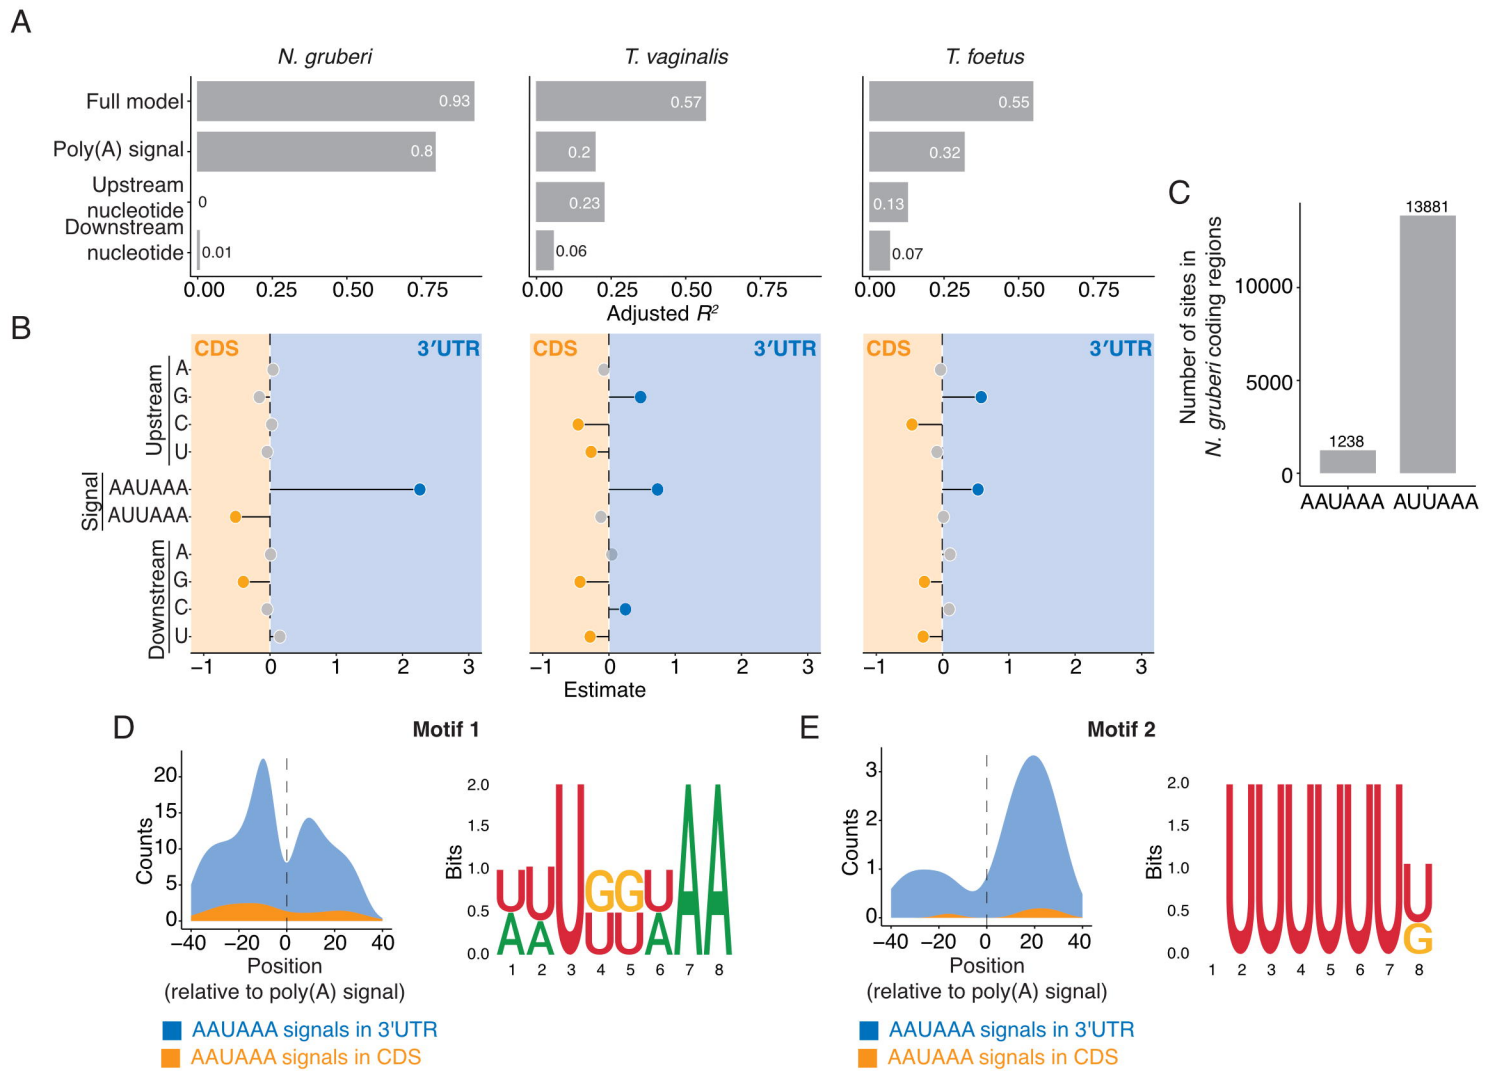 A
N. gruberi
T. vaginalis
T. foetus
Full model
0.93
0.57
0.55
Poly(A) signal
0.8
0.2
0.32
Upstream
nucleotide
0
0.23
0.13
Downstream
nucleotide
0.01
0.06
0.07
0.00 0.25 0.50 0.75
0.00 0.25 0.50 0.75
0.00 0.25 0.50 0.75
Adjusted R²
B
CDS 3′UTR
CDS 3′UTR
CDS 3′UTR
Upstream
A
G
C
U
Signal
AAUAAA
AUUAAA
Downstream
A
G
C
U
−1 0 1 2 3
−1 0 1 2 3
−1 0 1 2 3
Estimate
C
Number of sites in
N. gruberi coding regions
10000
5000
0
1238
13881
AAUAAA AUUAAA
D
Motif 1
Counts
20
15
10
5
0
−40 −20 0 20 40
Position
(relative to poly(A) signal)
Bits
2.0
1.5
1.0
0.5
0.0
U U U G G U A A
A A U U A
1 2 3 4 5 6 7 8
AAUAAA signals in 3'UTR
AAUAAA signals in CDS
E
Motif 2
Counts
3
2
1
0
−40 −20 0 20 40
Position
(relative to poly(A) signal)
Bits
2.0
1.5
1.0
0.5
0.0
U U U U U U U
G
1 2 3 4 5 6 7 8
AAUAAA signals in 3'UTR
AAUAAA signals in CDS